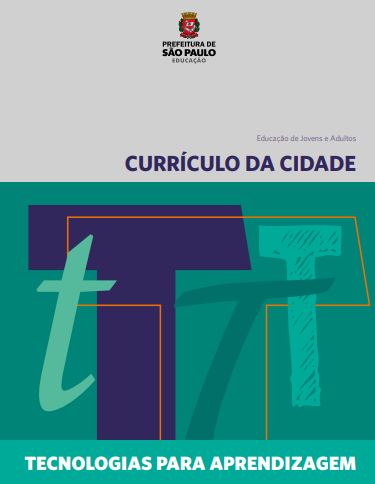 PREFEITURA DE
SÃO PAULO
EDUCAÇÃO
Educação de Jovens e Adultos
CURRÍCULO DA CIDADE
t T T T
TECNOLOGIAS PARA APRENDIZAGEM